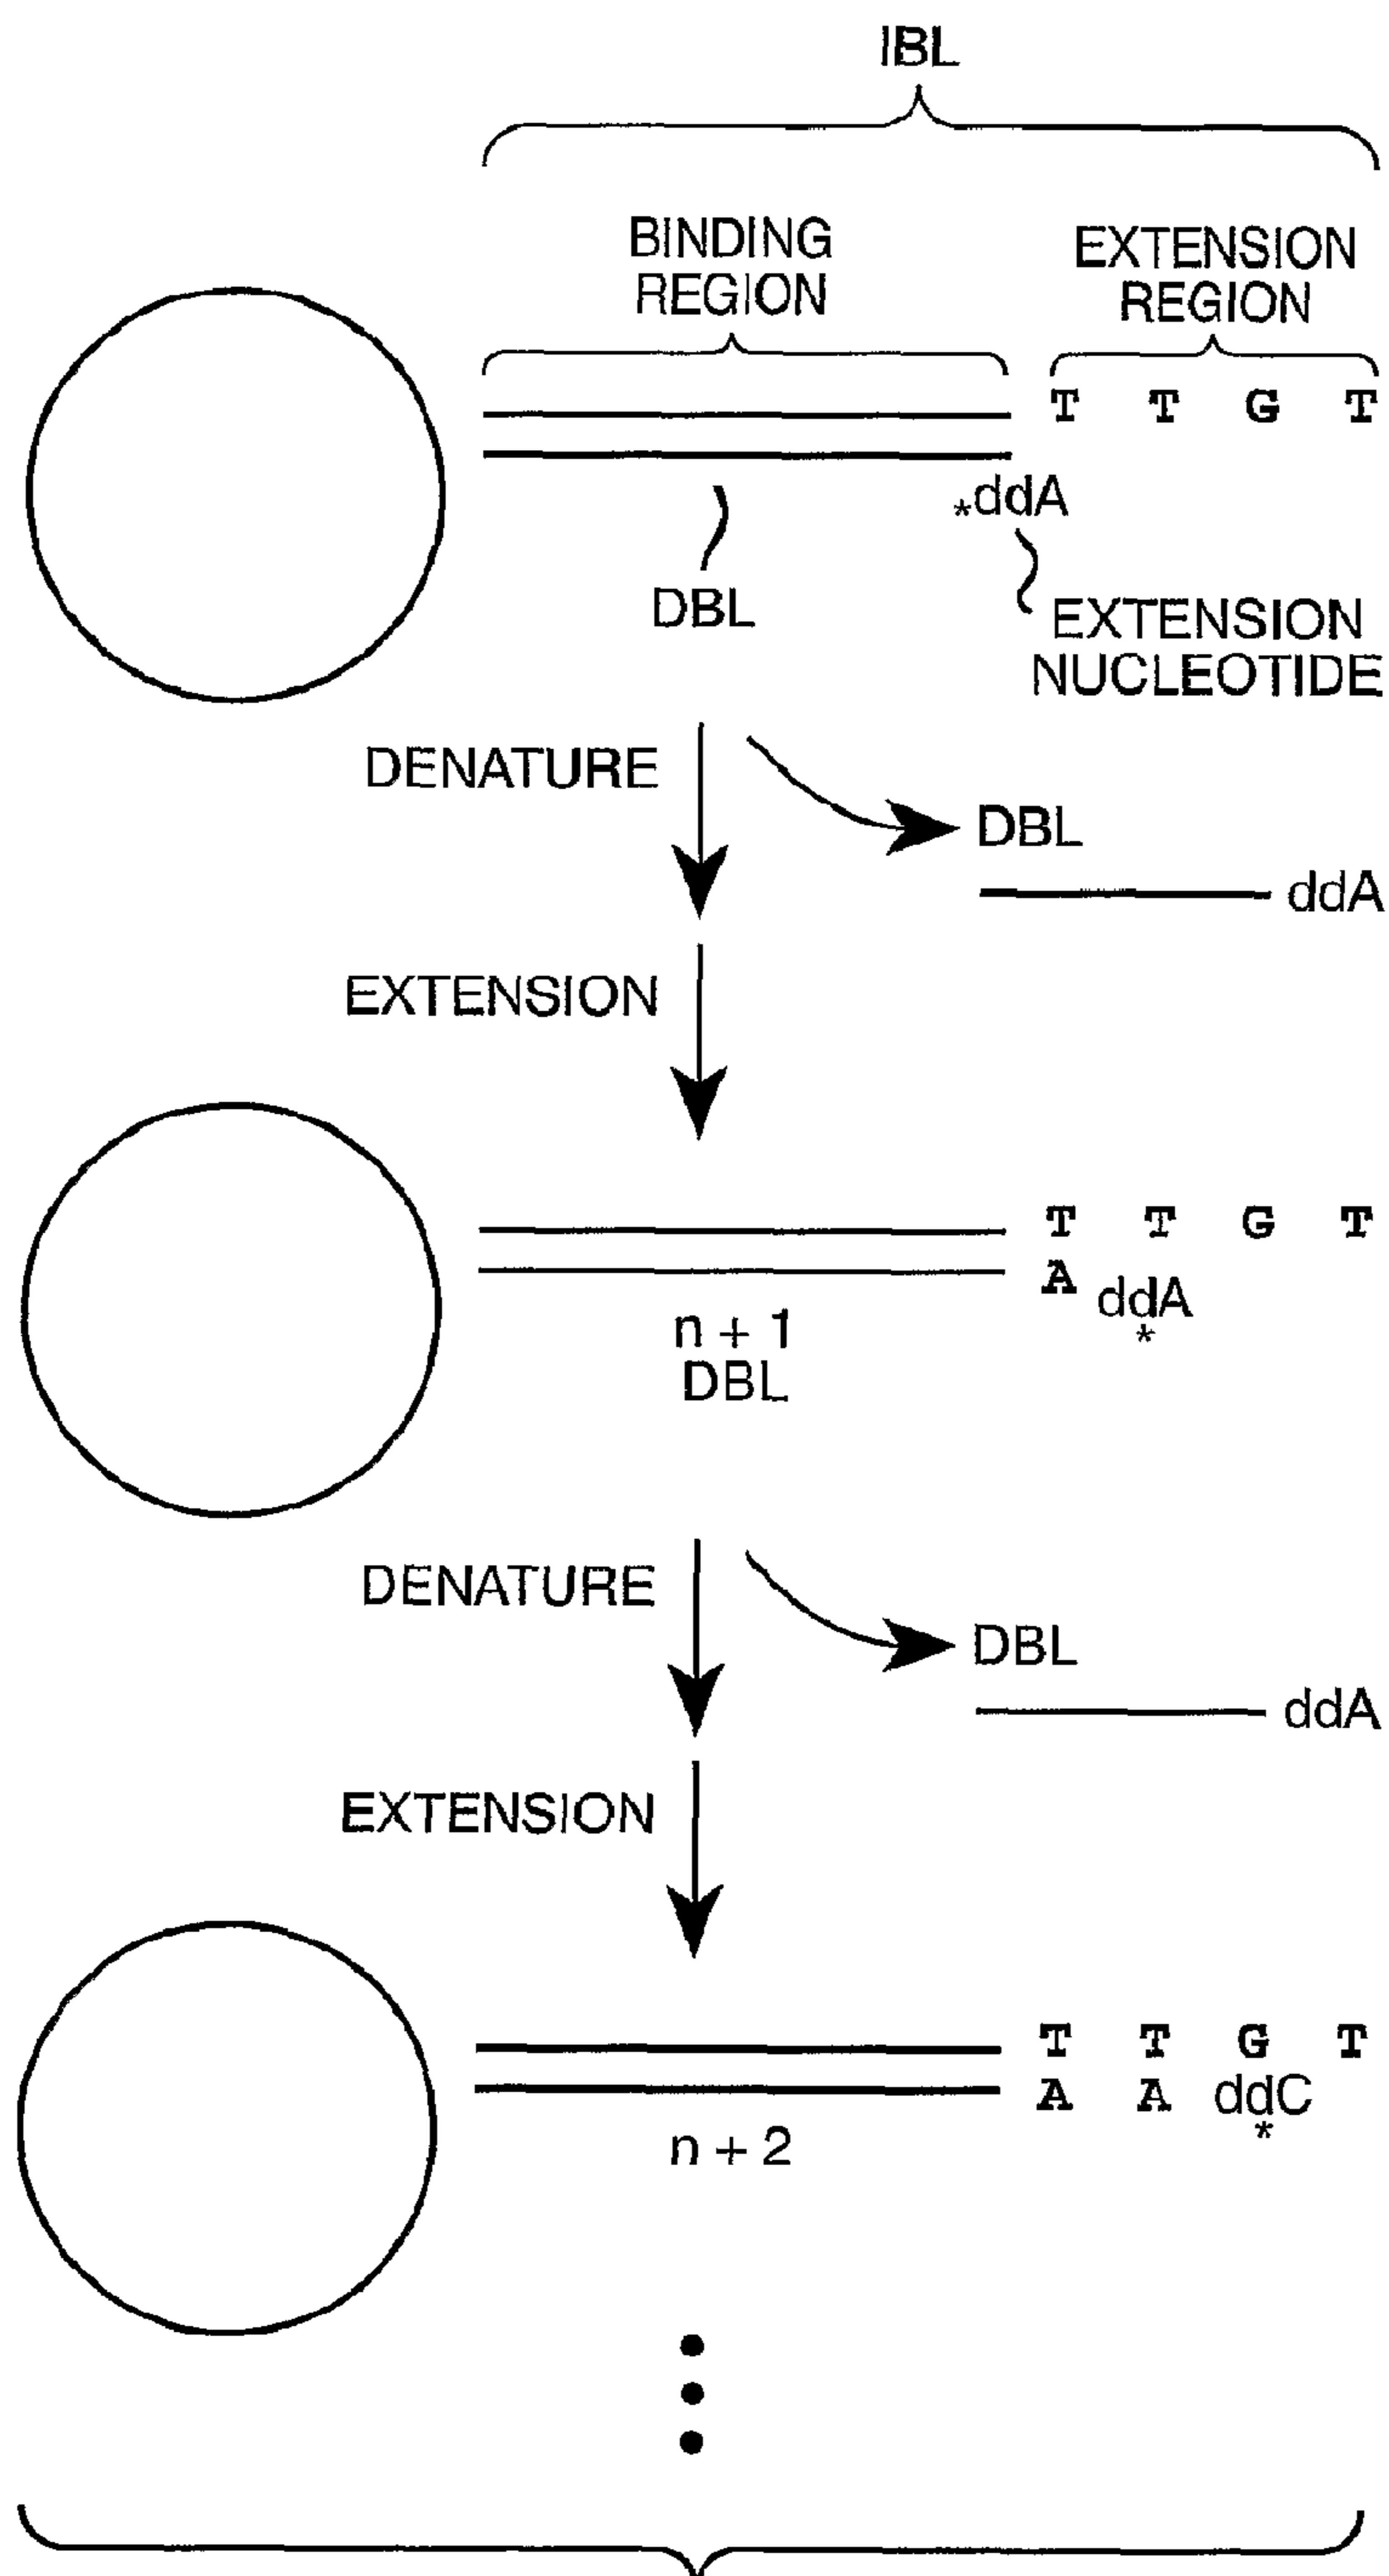 IBL
BINDING
REGION
EXTENSION
REGION
T T G T
*ddA
DBL
EXTENSION
NUCLEOTIDE
DENATURE
DBL
ddA
EXTENSION
T T G T
A ddA
*
n + 1
DBL
DENATURE
DBL
ddA
EXTENSION
T T G T
A A ddC
*
n + 2